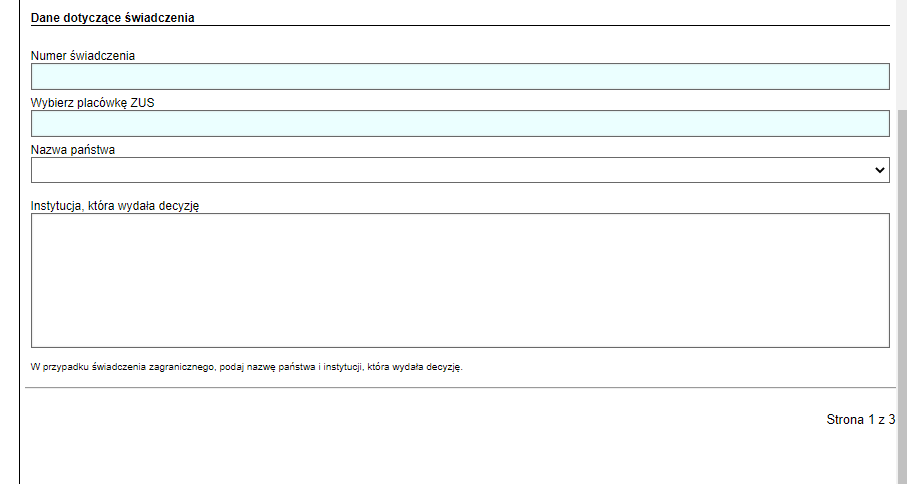 Dane dotyczące świadczenia
Numer świadczenia
Wybierz placówkę ZUS
Nazwa państwa
Instytucja, która wydała decyzję
W przypadku świadczenia zagranicznego, podaj nazwę państwa i instytucji, która wydała decyzję.
Strona 1 z 3